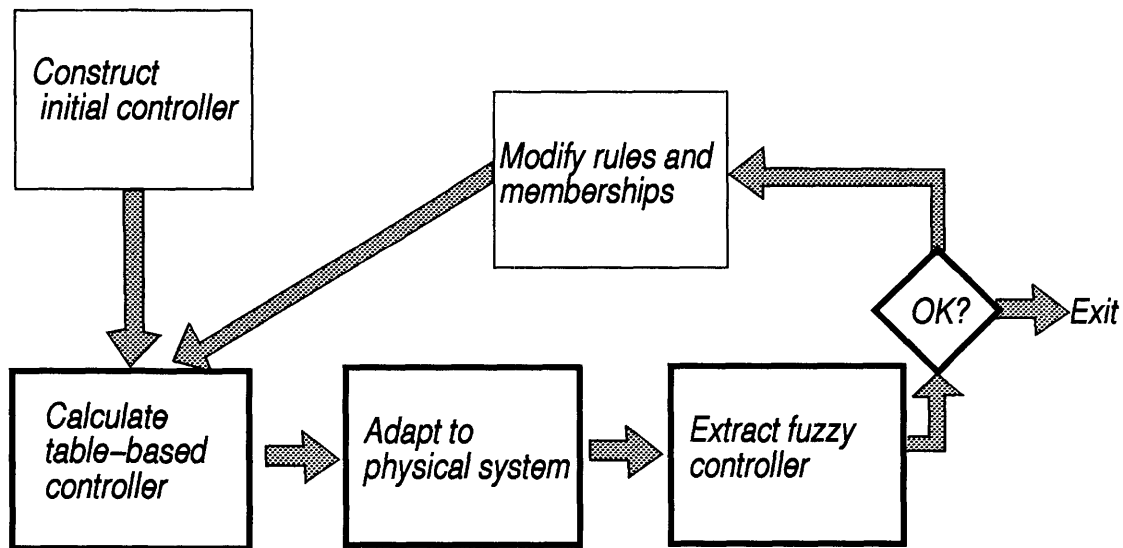 Construct
initial controller
Modify rules and
memberships
OK?
Exit
Calculate
table–based
controller
Adapt to
physical system
Extract fuzzy
controller